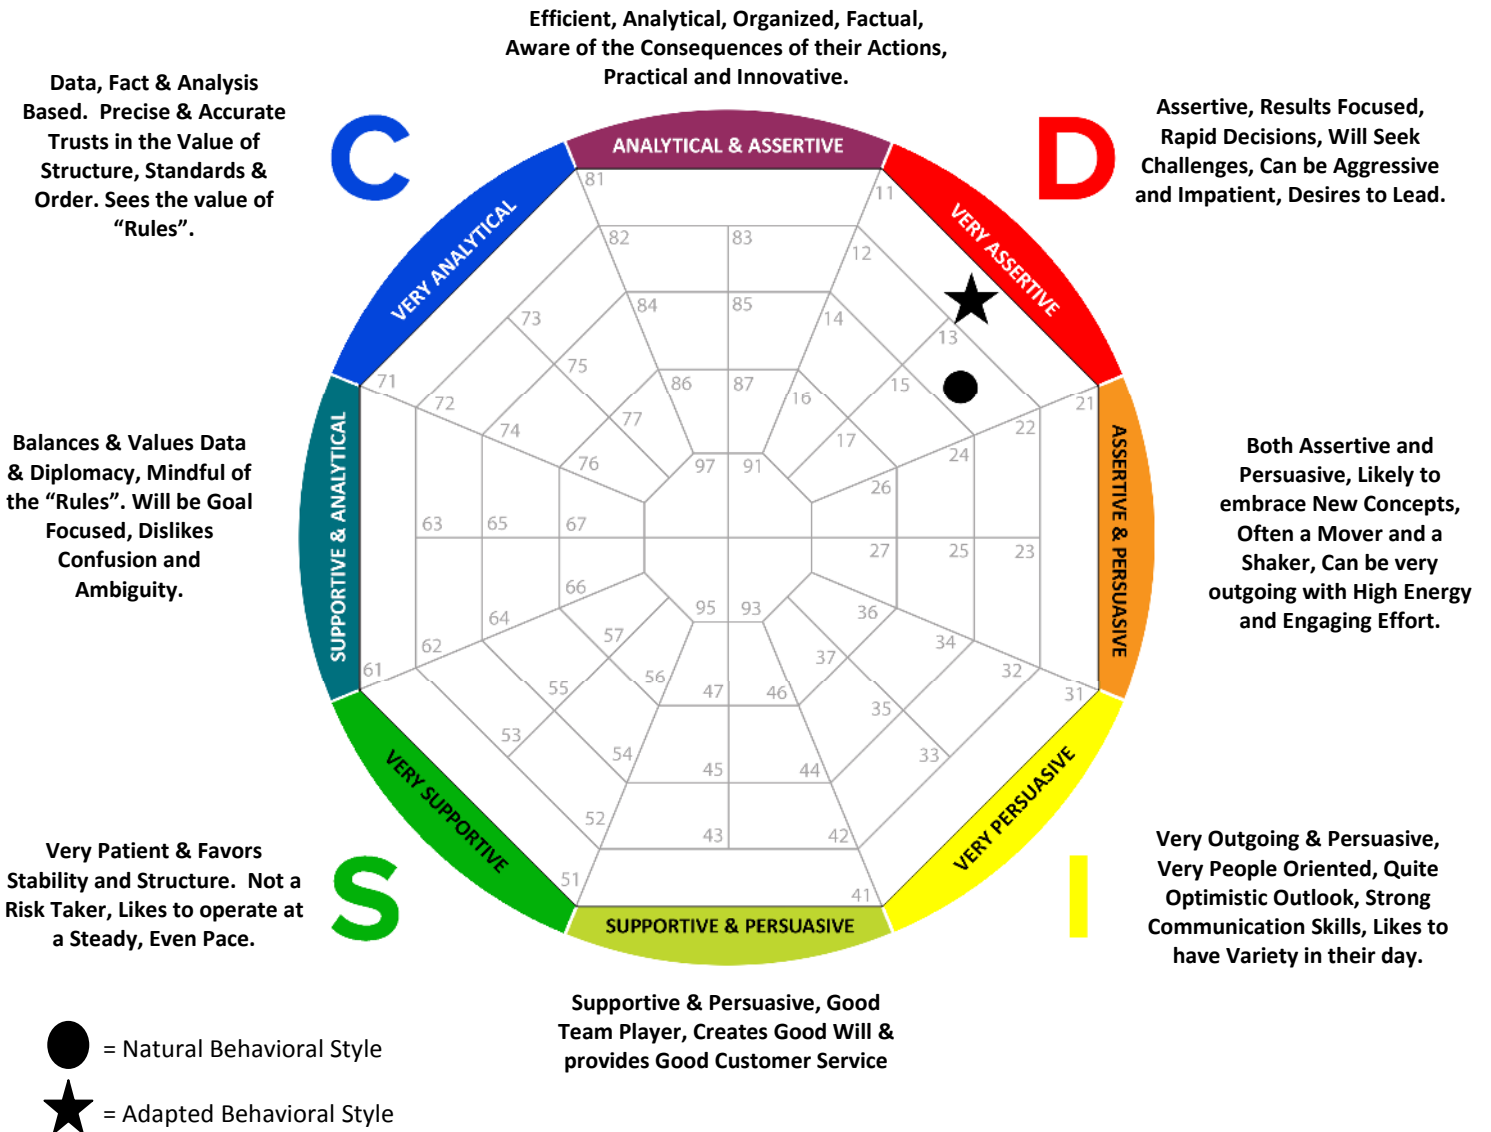 Efficient, Analytical, Organized, Factual,
Aware of the Consequences of their Actions,
Practical and Innovative.
Data, Fact & Analysis
Based.  Precise & Accurate
Trusts in the Value of
Structure, Standards &
Order. Sees the value of
“Rules”.
C
D
Assertive, Results Focused,
Rapid Decisions, Will Seek
Challenges, Can be Aggressive
and Impatient, Desires to Lead.
ANALYTICAL & ASSERTIVE
VERY ANALYTICAL
VERY ASSERTIVE
81
11
82
83
12
73
84
85
14
13
75
86
87
16
15
71
72
77
17
21
22
74
76
97
91
24
26
63
65
67
27
25
23
66
64
95
93
36
62
57
37
34
32
61
55
56
47
46
35
31
53
54
45
44
33
52
43
42
51
41
Balances & Values Data
& Diplomacy, Mindful of
the “Rules”. Will be Goal
Focused, Dislikes
Confusion and
Ambiguity.
SUPPORTIVE & ANALYTICAL
ASSERTIVE & PERSUASIVE
Both Assertive and
Persuasive, Likely to
embrace New Concepts,
Often a Mover and a
Shaker, Can be very
outgoing with High Energy
and Engaging Effort.
VERY SUPPORTIVE
VERY PERSUASIVE
SUPPORTIVE & PERSUASIVE
Very Patient & Favors
Stability and Structure.  Not a
Risk Taker, Likes to operate at
a Steady, Even Pace.
S
I
Very Outgoing & Persuasive,
Very People Oriented, Quite
Optimistic Outlook, Strong
Communication Skills, Likes to
have Variety in their day.
Supportive & Persuasive, Good
Team Player, Creates Good Will &
provides Good Customer Service
= Natural Behavioral Style
= Adapted Behavioral Style